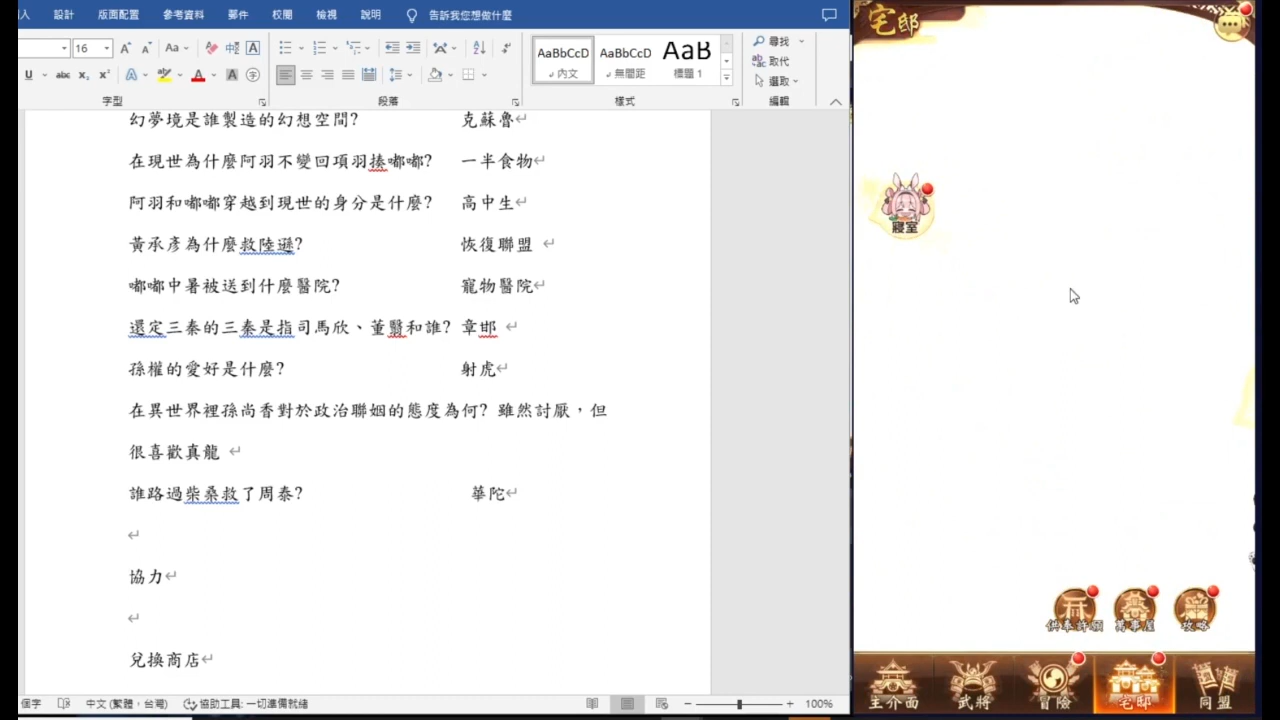 設計 版面配置 參考資料 郵件 校閱 檢視 說明 告訴我您想做什麼
16 Aa 中 A 尋找
AaBbCcD AaBbCcD AaB
內文 無間距 標題 1
取代
U abc x₂ x² A A A 字 選取
字型 段落 樣式 編輯
幻夢境是誰製造的幻想空間? 克蘇魯
在現世為什麼阿羽不變回項羽揍嘟嘟? 一半食物
阿羽和嘟嘟穿越到現世的身分是什麼? 高中生
黃承彥為什麼救陸遜? 恢復聯盟
嘟嘟中暑被送到什麼醫院? 寵物醫院
還定三秦的三秦是指司馬欣、董翳和誰? 章邯
孫權的愛好是什麼? 射虎
在異世界裡孫尚香對於政治聯姻的態度為何? 雖然討厭，但
很喜歡真龍
誰路過柴桑救了周泰? 華陀
協力
兌換商店
個字 中文 (繁體，台灣) 協助工具: 一切準備就緒 100%
宅邸
寢室
供奉許願 萬事屋 攻略
主介面 武將 冒險 宅邸 同盟